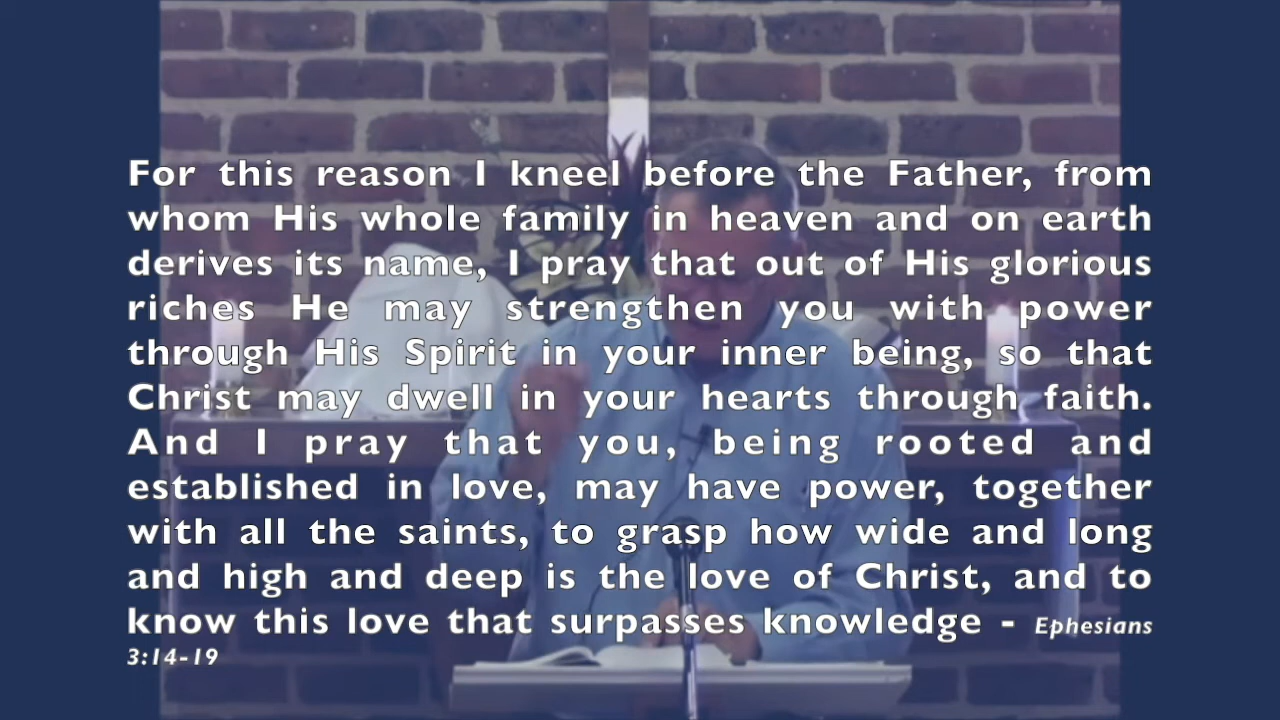 For this reason I kneel before the Father, from
whom His whole family in heaven and on earth
derives its name, I pray that out of His glorious
riches He may strengthen you with power
through His Spirit in your inner being, so that
Christ may dwell in your hearts through faith.
And I pray that you, being rooted and
established in love, may have power, together
with all the saints, to grasp how wide and long
and high and deep is the love of Christ, and to
know this love that surpasses knowledge - Ephesians
3:14-19